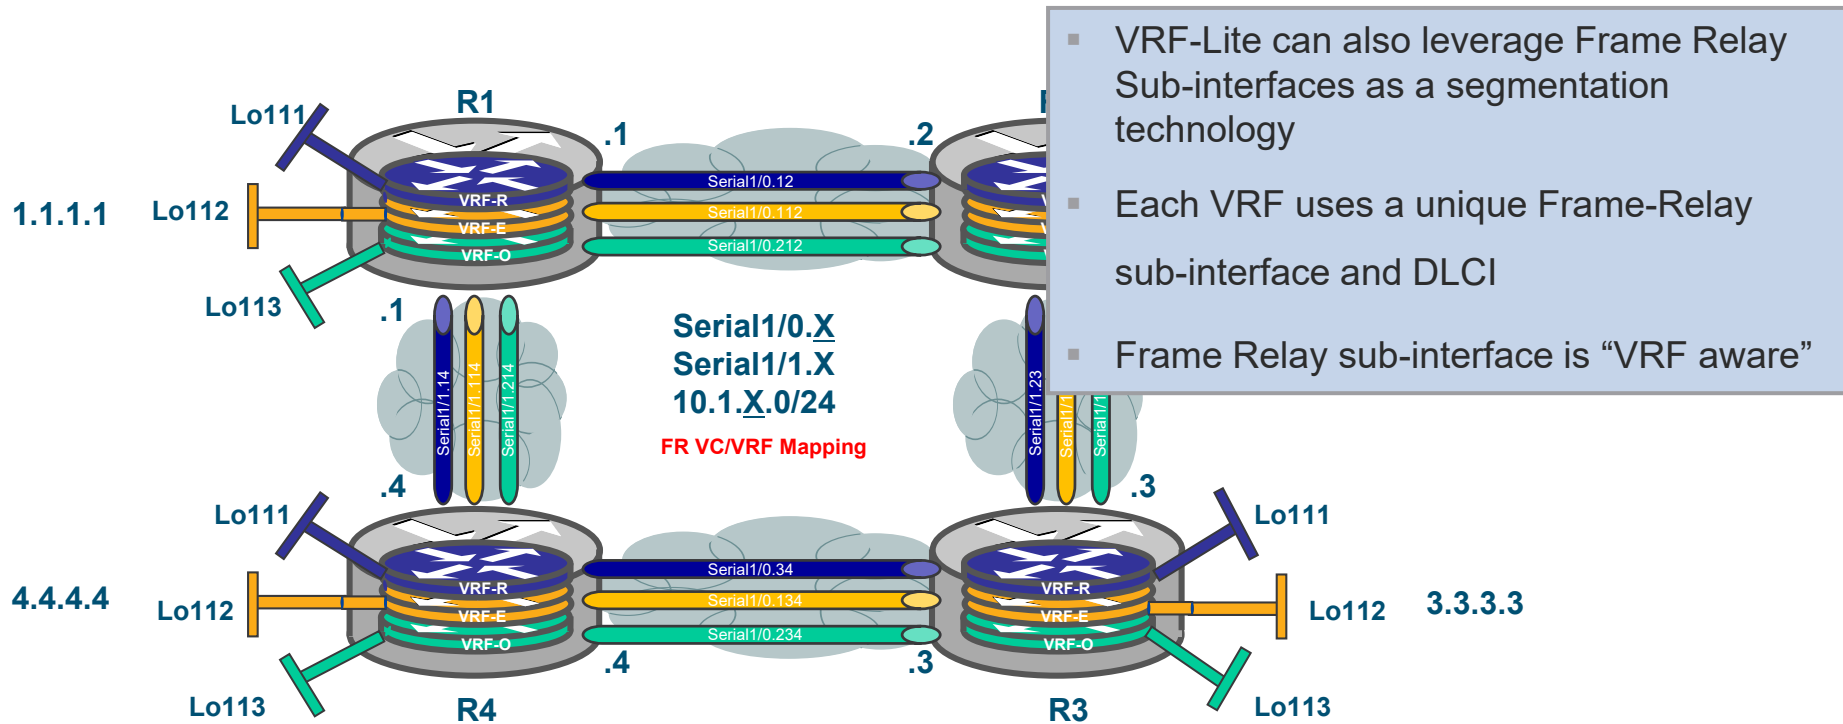 VRF-Lite can also leverage Frame Relay
Sub-interfaces as a segmentation
technology
Each VRF uses a unique Frame-Relay
sub-interface and DLCI
Frame Relay sub-interface is “VRF aware”
R1
Lo111
.1
.2
Serial1/0.12
VRF-R
1.1.1.1
Lo112
Serial1/0.112
VRF-E
Serial1/0.212
VRF-O
Lo113
.1
Serial1/0.X
Serial1/1.X
10.1.X.0/24
FR VC/VRF Mapping
Serial1/1.14
Serial1/1.114
Serial1/1.214
Serial1/1.23
.4
.3
Lo111
Lo111
Serial1/0.34
VRF-R
VRF-R
4.4.4.4
Lo112
VRF-E
Serial1/0.134
VRF-E
Lo112
3.3.3.3
VRF-O
Serial1/0.234
VRF-O
.4
.3
Lo113
R4
R3
Lo113